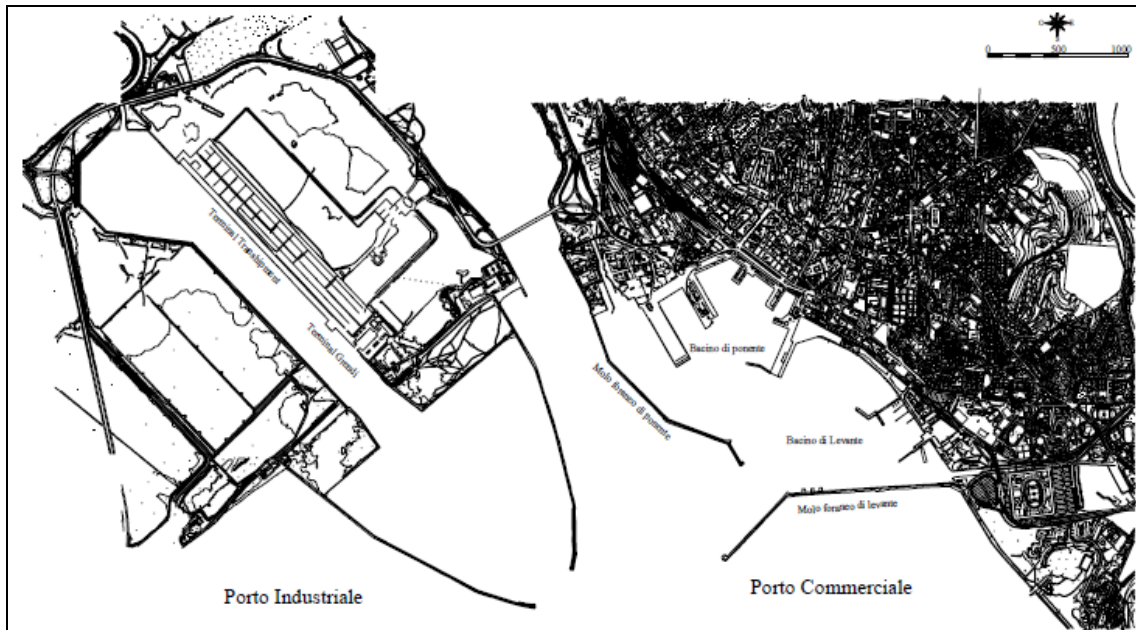 0 500 1000
Terminal Transhipment
Terminal Grendi
Bacino di ponente
Molo foraneo di ponente
Bacino di Levante
Molo foraneo di levante
Porto Industriale
Porto Commerciale